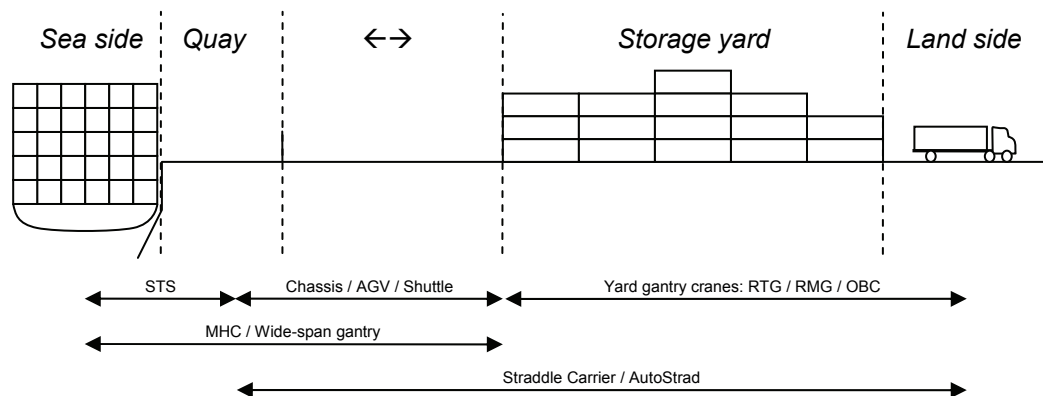 Sea side
Quay
←→
Storage yard
Land side
STS
Chassis / AGV / Shuttle
Yard gantry cranes: RTG / RMG / OBC
MHC / Wide-span gantry
Straddle Carrier / AutoStrad